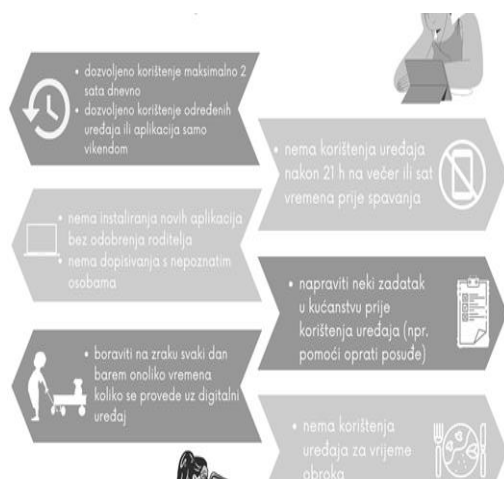 • dozvoljeno korištenje maksimalno 2
sata dnevno
• dozvoljeno korištenje određenih
uređaja ili aplikacija samo
vikendom
• nema korištenja uređaja
nakon 21 h na večer ili sat
vremena prije spavanja
• nema instaliranja novih aplikacija
bez odobrenja roditelja
• nema dopisivanja s nepoznatim
osobama
• napraviti neki zadatak
u kućanstvu prije
korištenja uređaja (npr.
pomoći oprati posuđe)
• boraviti na zraku svaki dan
barem onoliko vremena
koliko se provede uz digitalni
uređaj
• nema korištenja
uređaja za vrijeme
obroka